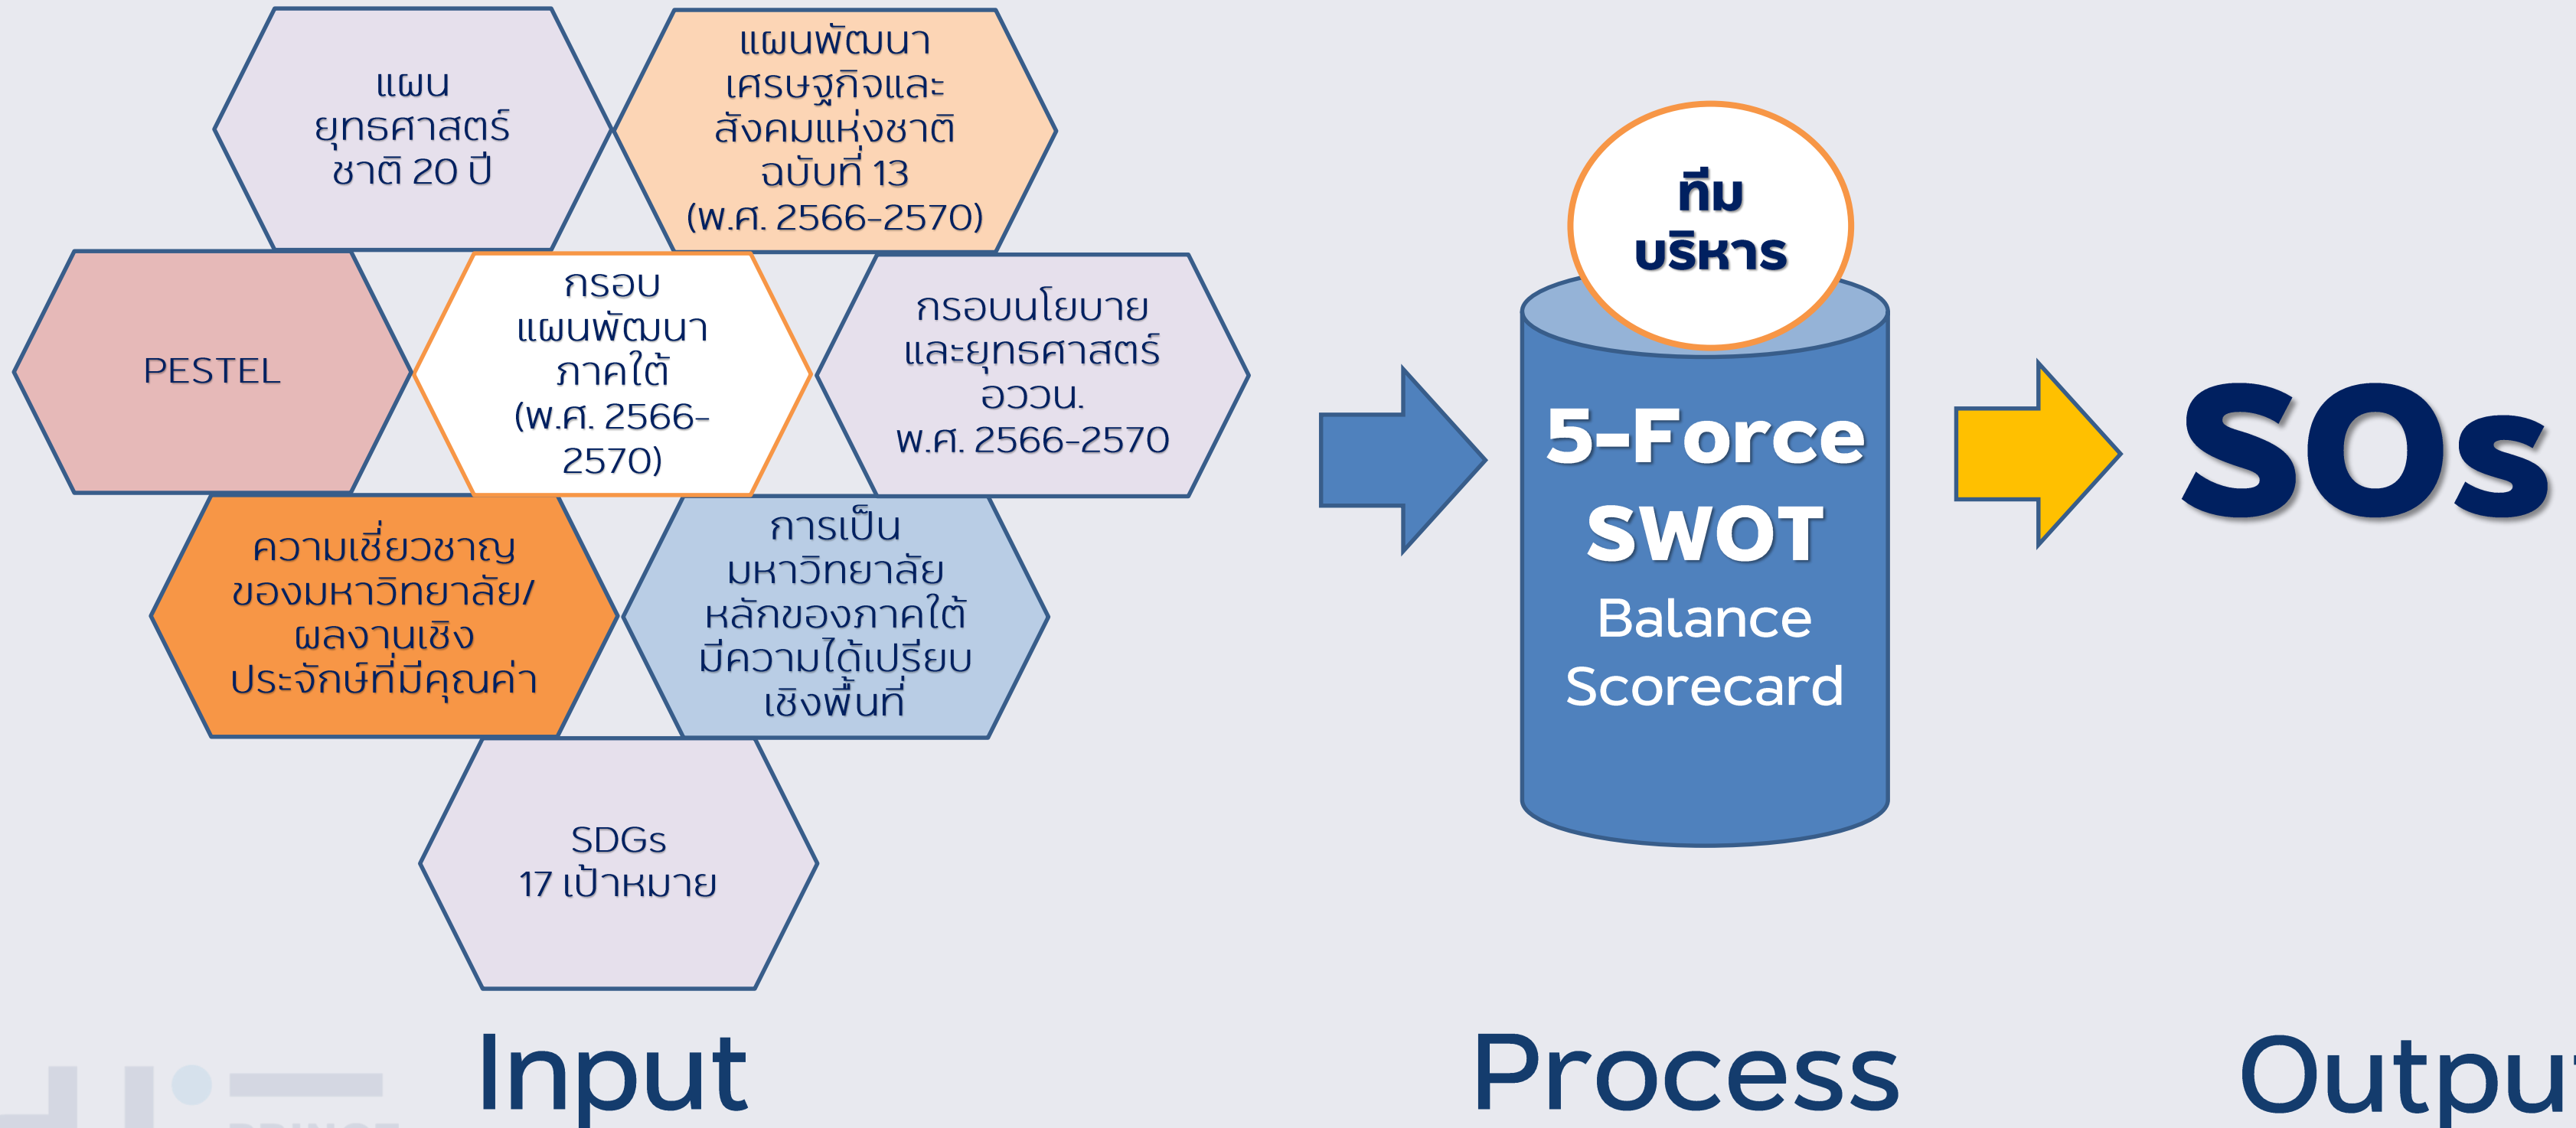 แผน
ยุทธศาสตร์
ชาติ 20 ปี
แผนพัฒนา
เศรษฐกิจและ
สังคมแห่งชาติ
ฉบับที่ 13
(พ.ศ. 2566-2570)
PESTEL
กรอบ
แผนพัฒนา
ภาคใต้
(พ.ศ. 2566-
2570)
กรอบนโยบาย
และยุทธศาสตร์
อววน.
พ.ศ. 2566-2570
ความเชี่ยวชาญ
ของมหาวิทยาลัย/
ผลงานเชิง
ประจักษ์ที่มีคุณค่า
การเป็น
มหาวิทยาลัย
หลักของภาคใต้
มีความได้เปรียบ
เชิงพื้นที่
SDGs
17 เป้าหมาย
ทีม
บริหาร
5-Force
SWOT
Balance
Scorecard
SOs
Input
Process
Output